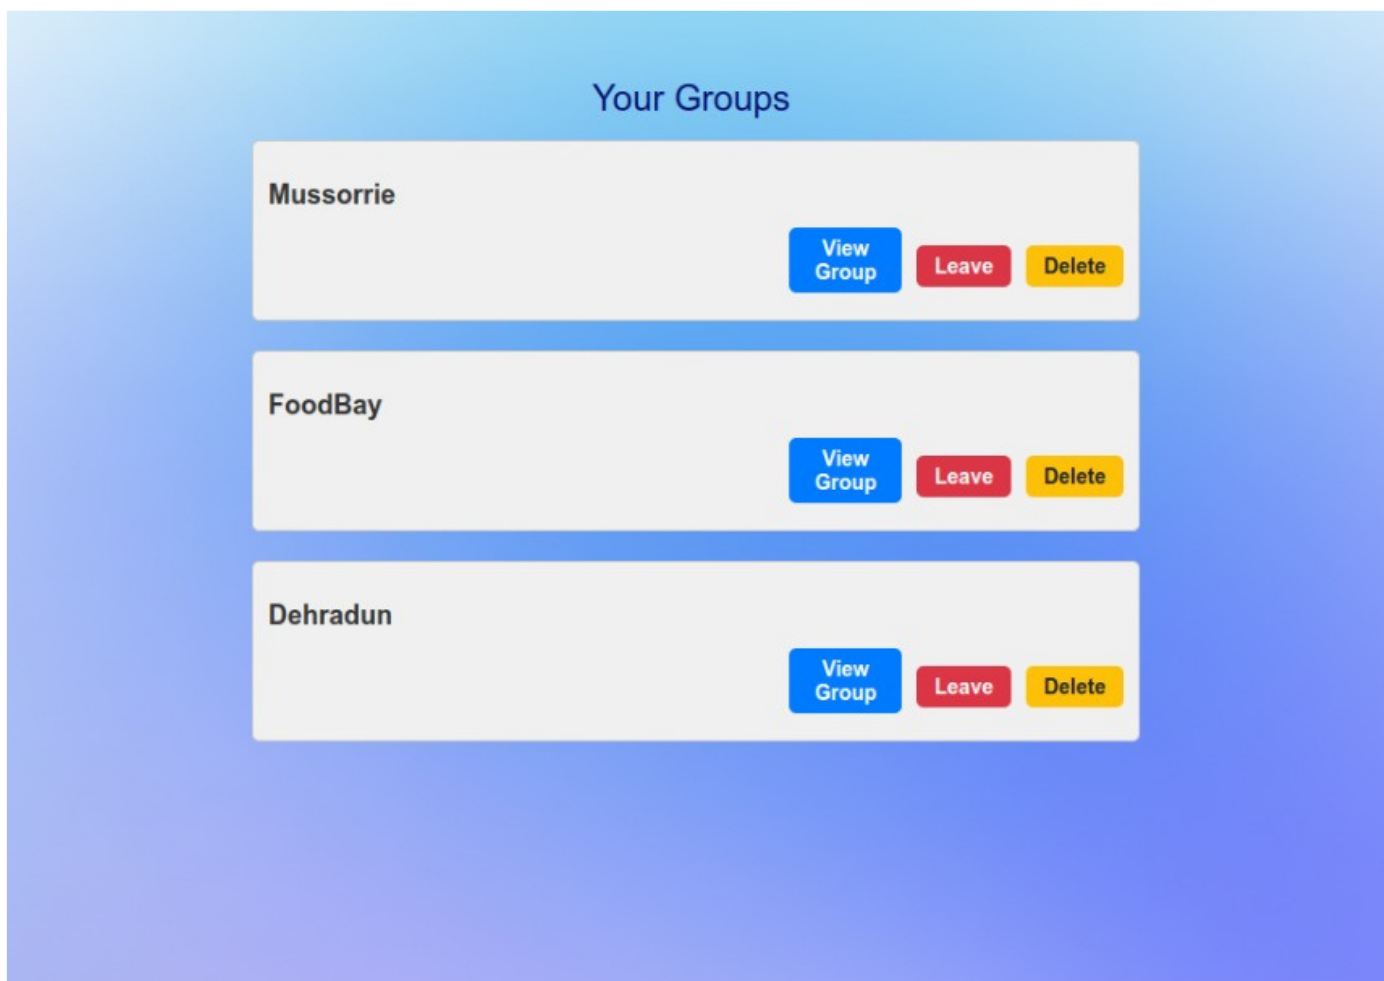 Your Groups
Mussorrie
View
Group
Leave
Delete
FoodBay
View
Group
Leave
Delete
Dehradun
View
Group
Leave
Delete